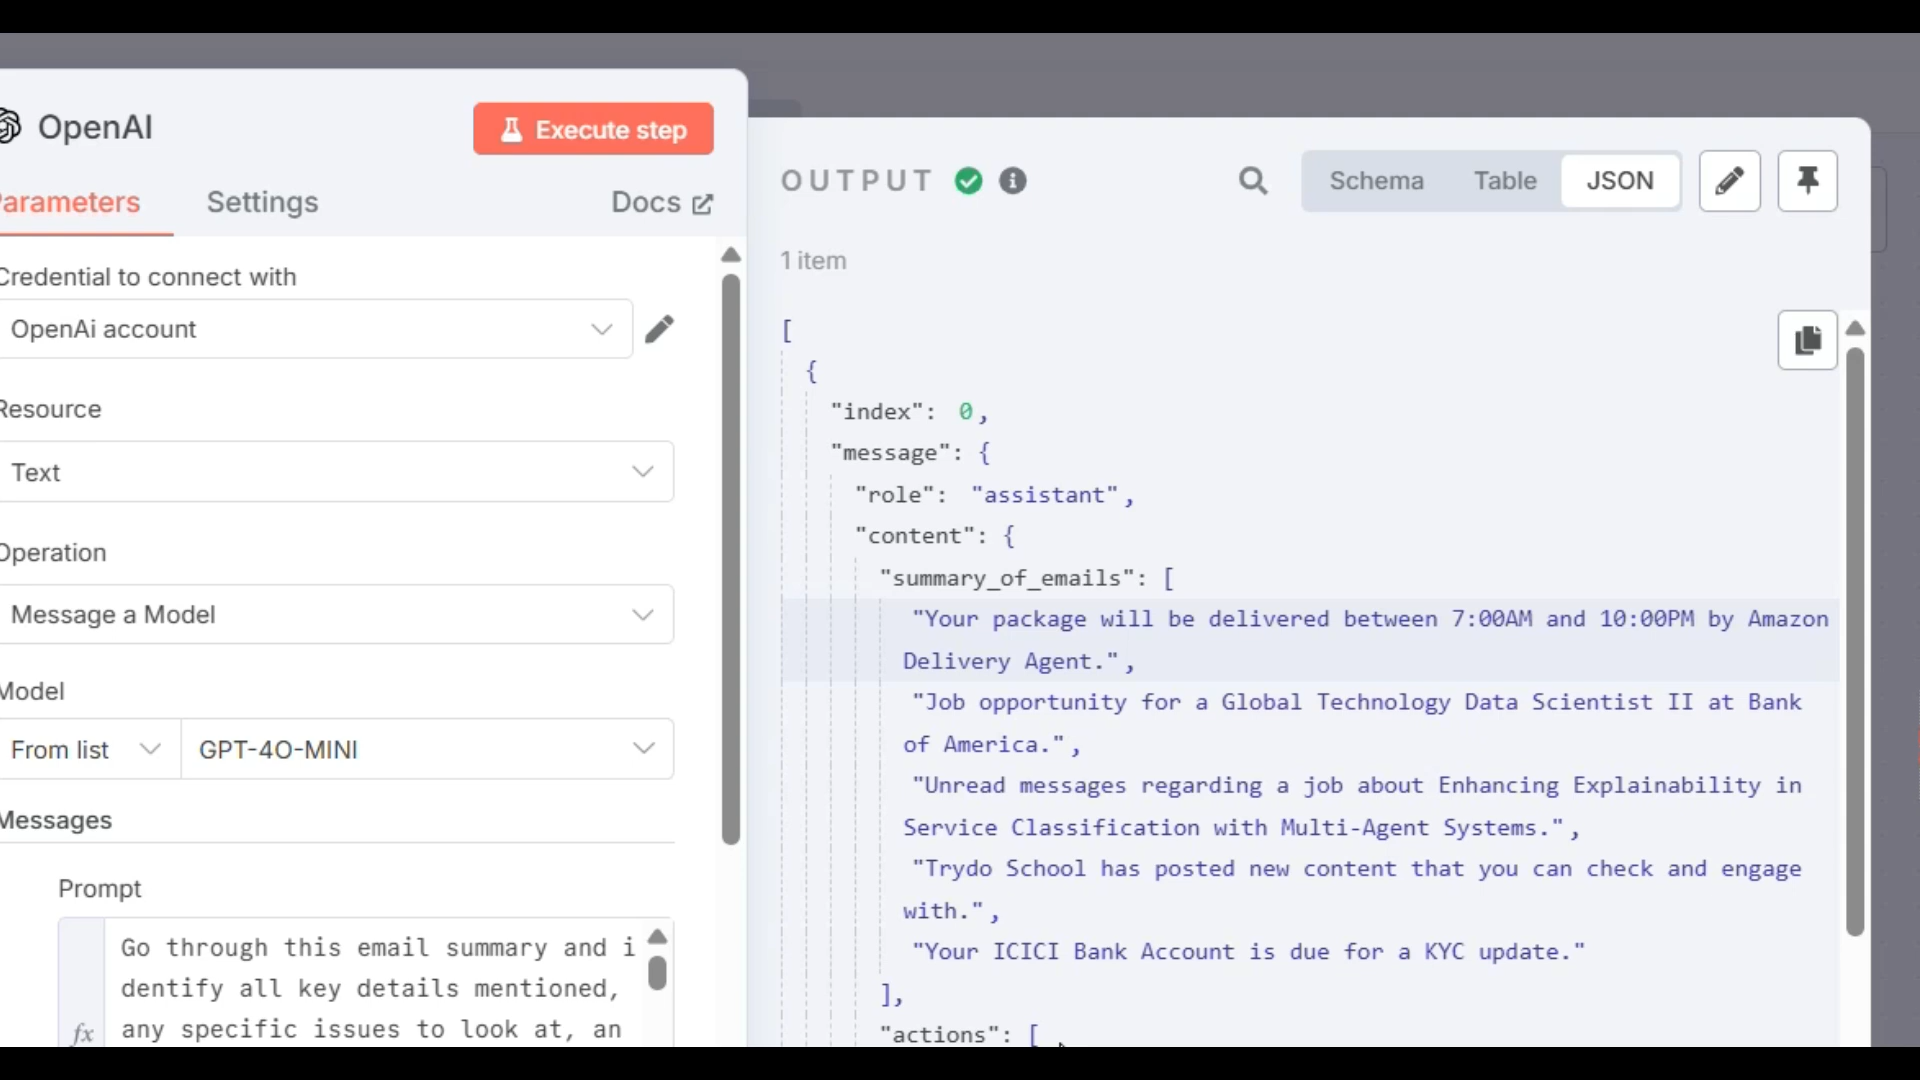 OpenAI
Execute step
Parameters
Settings
Docs
Credential to connect with
OpenAi account
Resource
Text
Operation
Message a Model
Model
From list
GPT-4O-MINI
Messages
Prompt
Go through this email summary and i
dentify all key details mentioned,
any specific issues to look at, an
fx
OUTPUT
Schema
Table
JSON
1 item
[
{
"index": 0,
"message": {
"role": "assistant",
"content": {
"summary_of_emails": [
"Your package will be delivered between 7:00AM and 10:00PM by Amazon
Delivery Agent.",
"Job opportunity for a Global Technology Data Scientist II at Bank
of America.",
"Unread messages regarding a job about Enhancing Explainability in
Service Classification with Multi-Agent Systems.",
"Trydo School has posted new content that you can check and engage
with.",
"Your ICICI Bank Account is due for a KYC update."
],
"actions": [